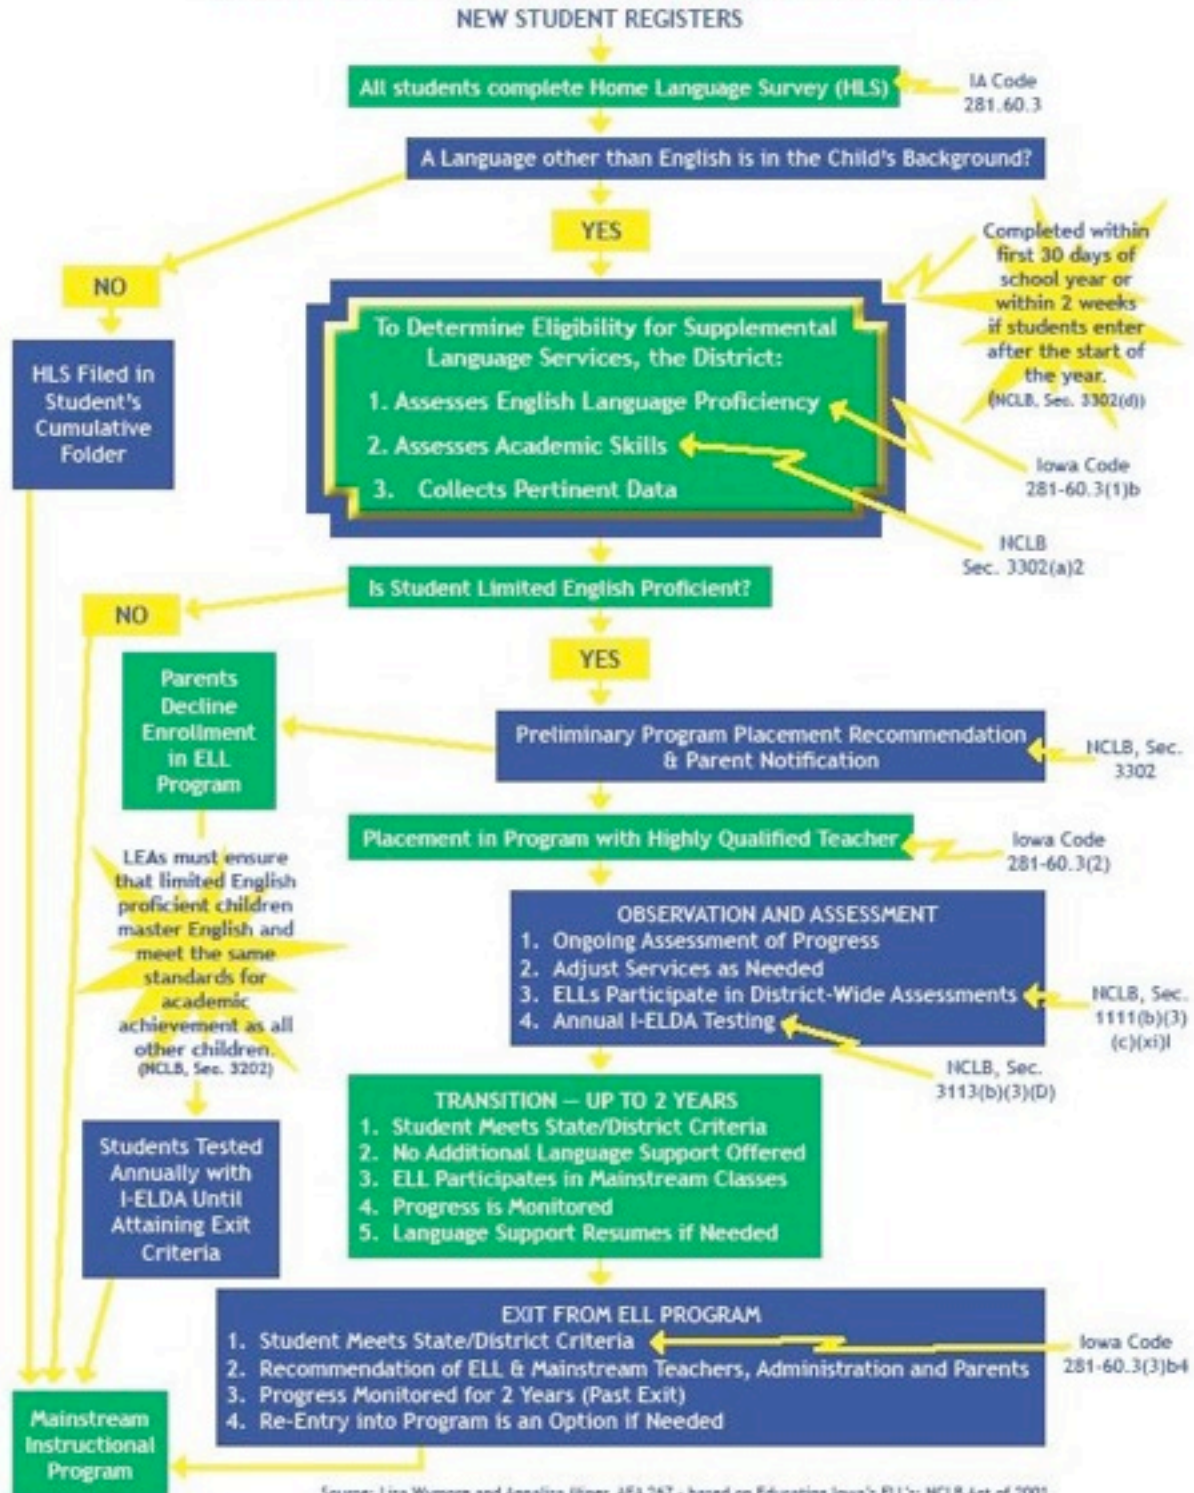 NEW STUDENT REGISTERS
All students complete Home Language Survey (HLS)
IA Code
281.60.3
A Language other than English is in the Child's Background?
YES
NO
Completed within
first 30 days of
school year or
within 2 weeks
if students enter
after the start of
the year.
(NCLB, Sec. 3302(d))
HLS Filed in
Student's
Cumulative
Folder
To Determine Eligibility for Supplemental
Language Services, the District:
1. Assesses English Language Proficiency
2. Assesses Academic Skills
3. Collects Pertinent Data
Iowa Code
281-60.3(1)b
NCLB
Sec. 3302(a)2
Is Student Limited English Proficient?
NO
YES
Parents
Decline
Enrollment
in ELL
Program
Preliminary Program Placement Recommendation
& Parent Notification
NCLB, Sec.
3302
Placement in Program with Highly Qualified Teacher
Iowa Code
281-60.3(2)
LEAs must ensure
that limited English
proficient children
master English and
meet the same
standards for
academic
achievement as all
other children.
(NCLB, Sec. 3202)
OBSERVATION AND ASSESSMENT
1. Ongoing Assessment of Progress
2. Adjust Services as Needed
3. ELLs Participate in District-Wide Assessments
4. Annual I-ELDA Testing
NCLB, Sec.
1111(b)(3)
(c)(xi)I
NCLB, Sec.
3113(b)(3)(D)
Students Tested
Annually with
I-ELDA Until
Attaining Exit
Criteria
TRANSITION — UP TO 2 YEARS
1. Student Meets State/District Criteria
2. No Additional Language Support Offered
3. ELL Participates in Mainstream Classes
4. Progress is Monitored
5. Language Support Resumes if Needed
EXIT FROM ELL PROGRAM
1. Student Meets State/District Criteria
2. Recommendation of ELL & Mainstream Teachers, Administration and Parents
3. Progress Monitored for 2 Years (Past Exit)
4. Re-Entry into Program is an Option if Needed
Iowa Code
281-60.3(3)b4
Mainstream
Instructional
Program
Source: Lisa and AEA 267 - based on Educating Iowa's ELL's: NCLB Act of 2001